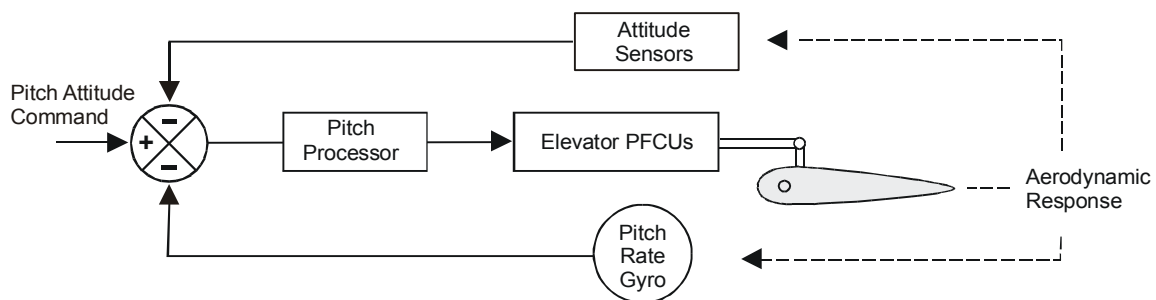 Attitude
Sensors
Pitch Attitude
Command
−
+
−
Pitch
Processor
Elevator PFCUs
Aerodynamic
Response
Pitch
Rate
Gyro